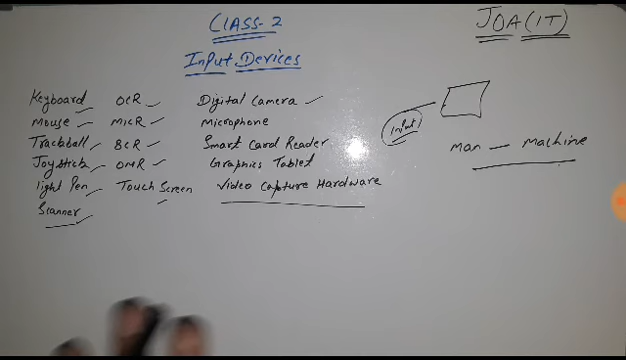 CLASS-2
JOA(IT)
Input Devices
Keyboard OCR Digital Camera
Mouse MICR Microphone
Trackball BCR Smart Card Reader
Joystick OMR Graphics Tablet
light Pen Touch Screen Video Capture Hardware
Scanner
Input
Man — Machine